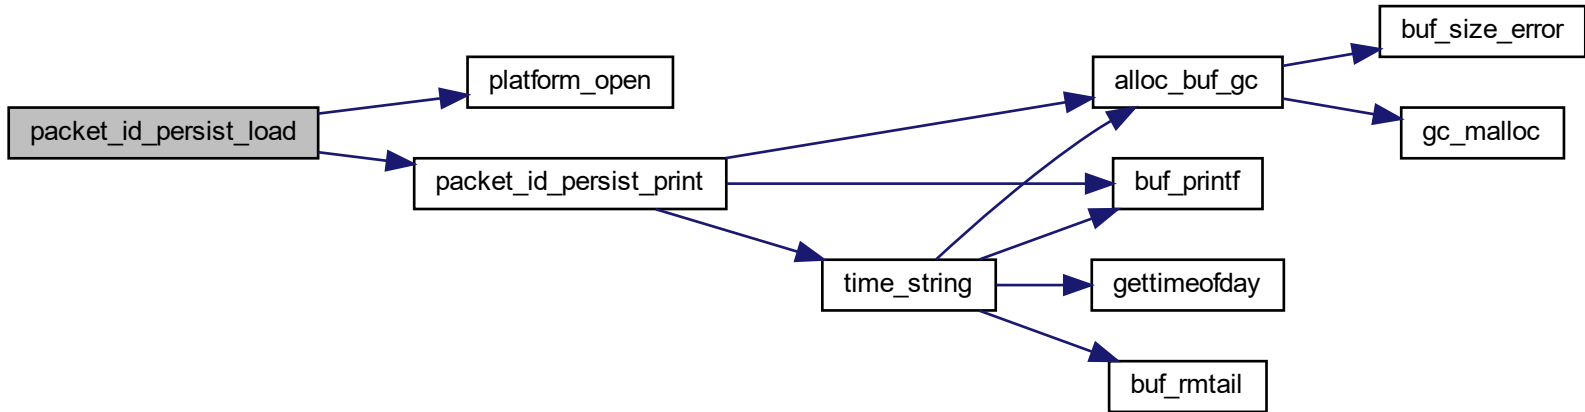 packet_id_persist_load
platform_open
packet_id_persist_print
alloc_buf_gc
buf_printf
time_string
gettimeofday
buf_rmtail
buf_size_error
gc_malloc